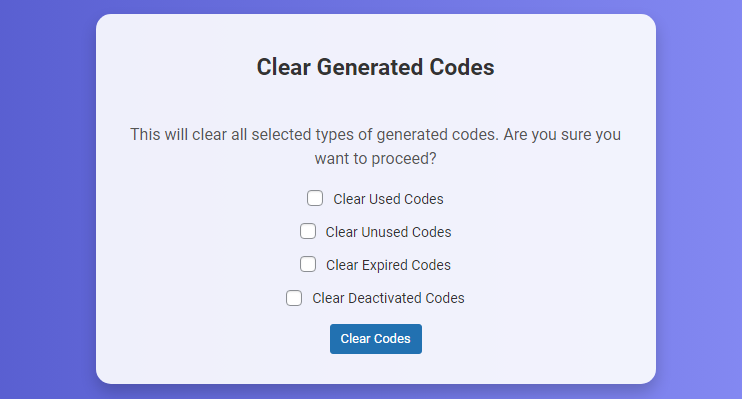 Clear Generated Codes
This will clear all selected types of generated codes. Are you sure you
want to proceed?
Clear Used Codes
Clear Unused Codes
Clear Expired Codes
Clear Deactivated Codes
Clear Codes